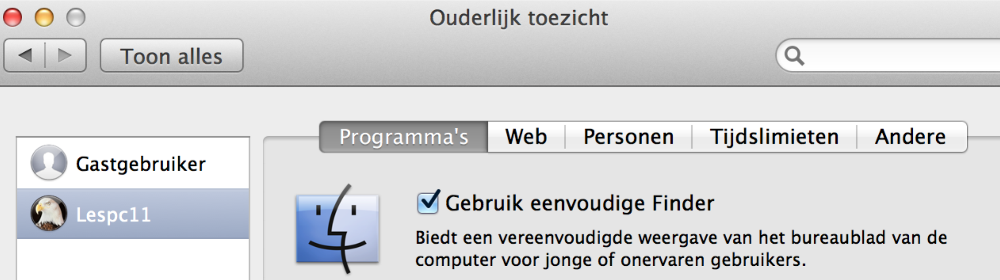 Ouderlijk toezicht
Toon alles
Programma's Web Personen Tijdslimieten Andere
Gastgebruiker
Lespc11
Gebruik eenvoudige Finder
Biedt een vereenvoudigde weergave van het bureaublad van de
computer voor jonge of onervaren gebruikers.